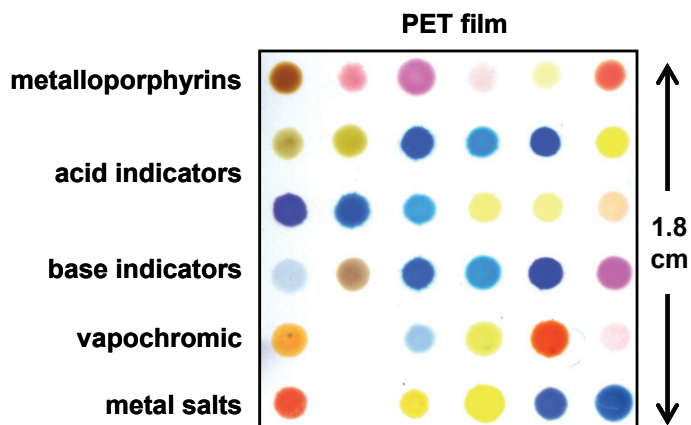 PET film
metalloporphyrins
acid indicators
base indicators
vapochromic
metal salts
1.8
cm